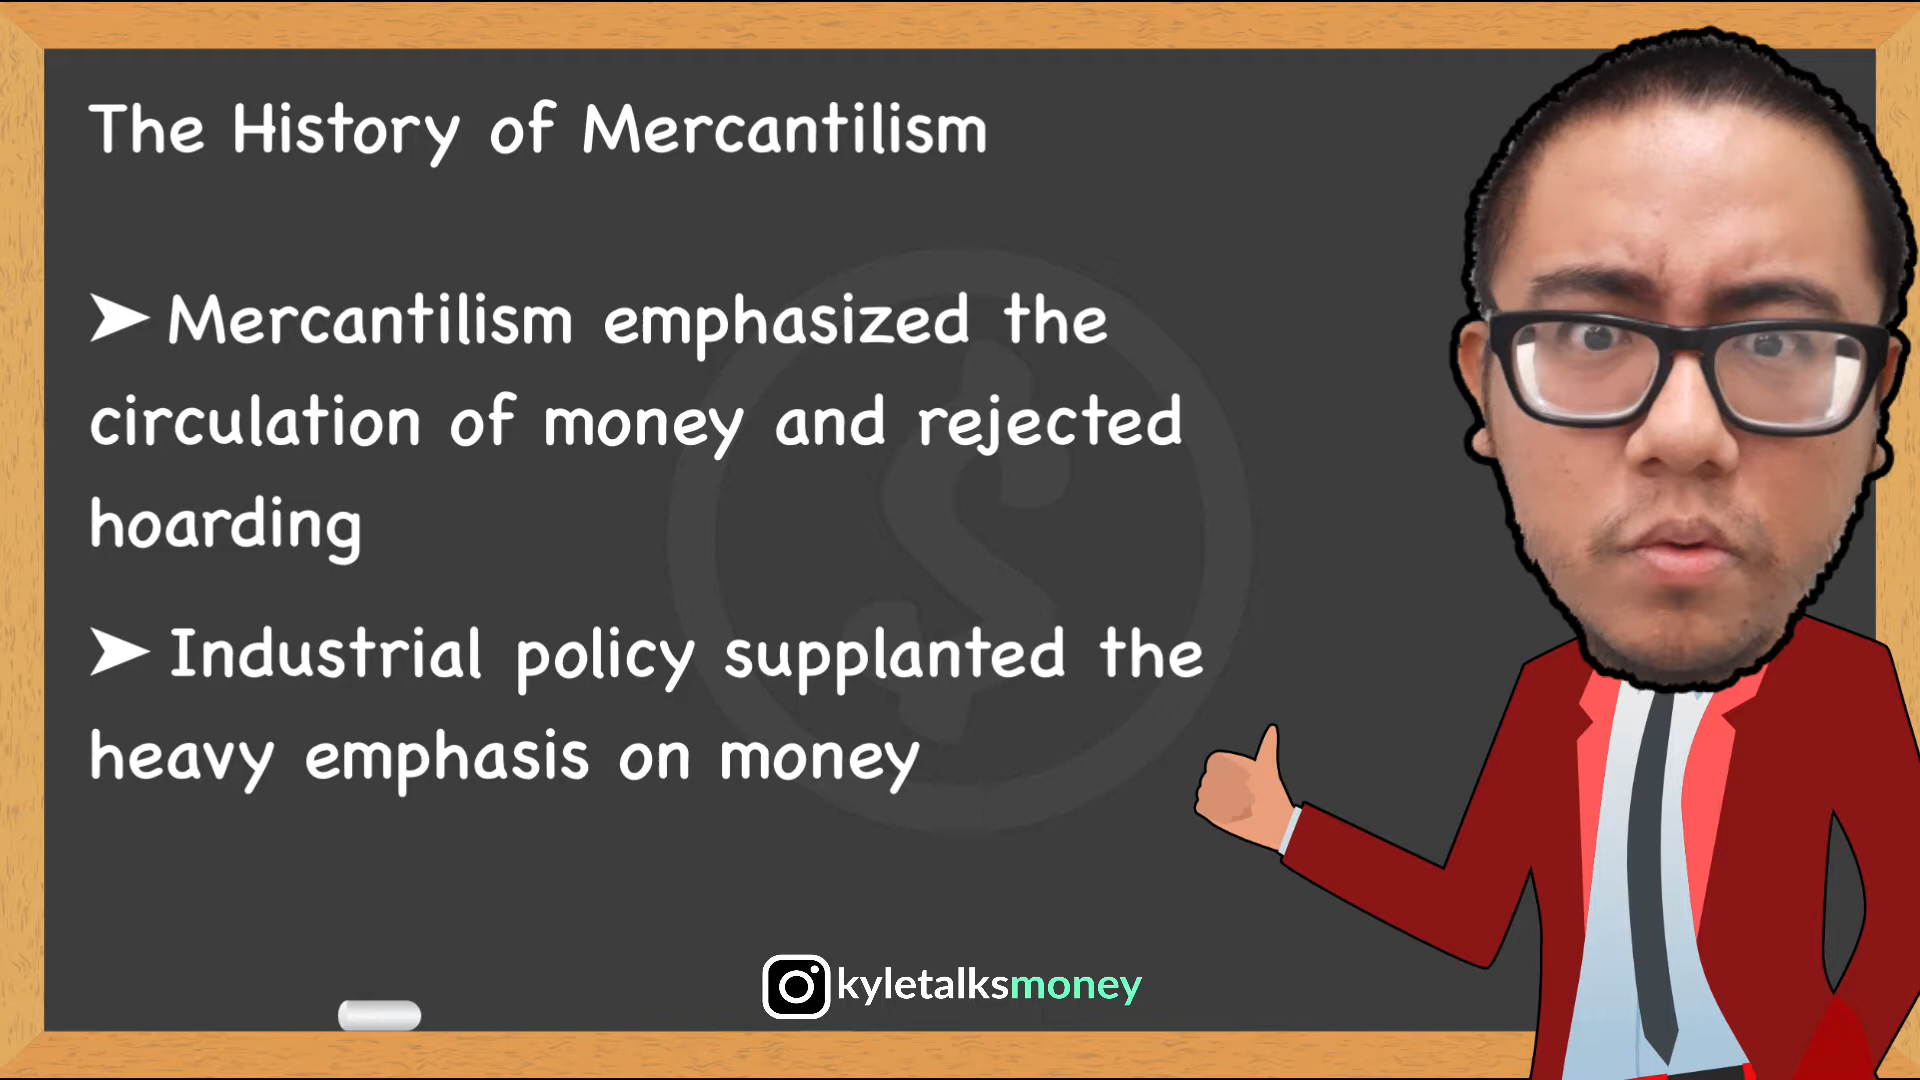 The History of Mercantilism
➤ Mercantilism emphasized the
circulation of money and rejected
hoarding
➤ Industrial policy supplanted the
heavy emphasis on money
kyletalksmoney